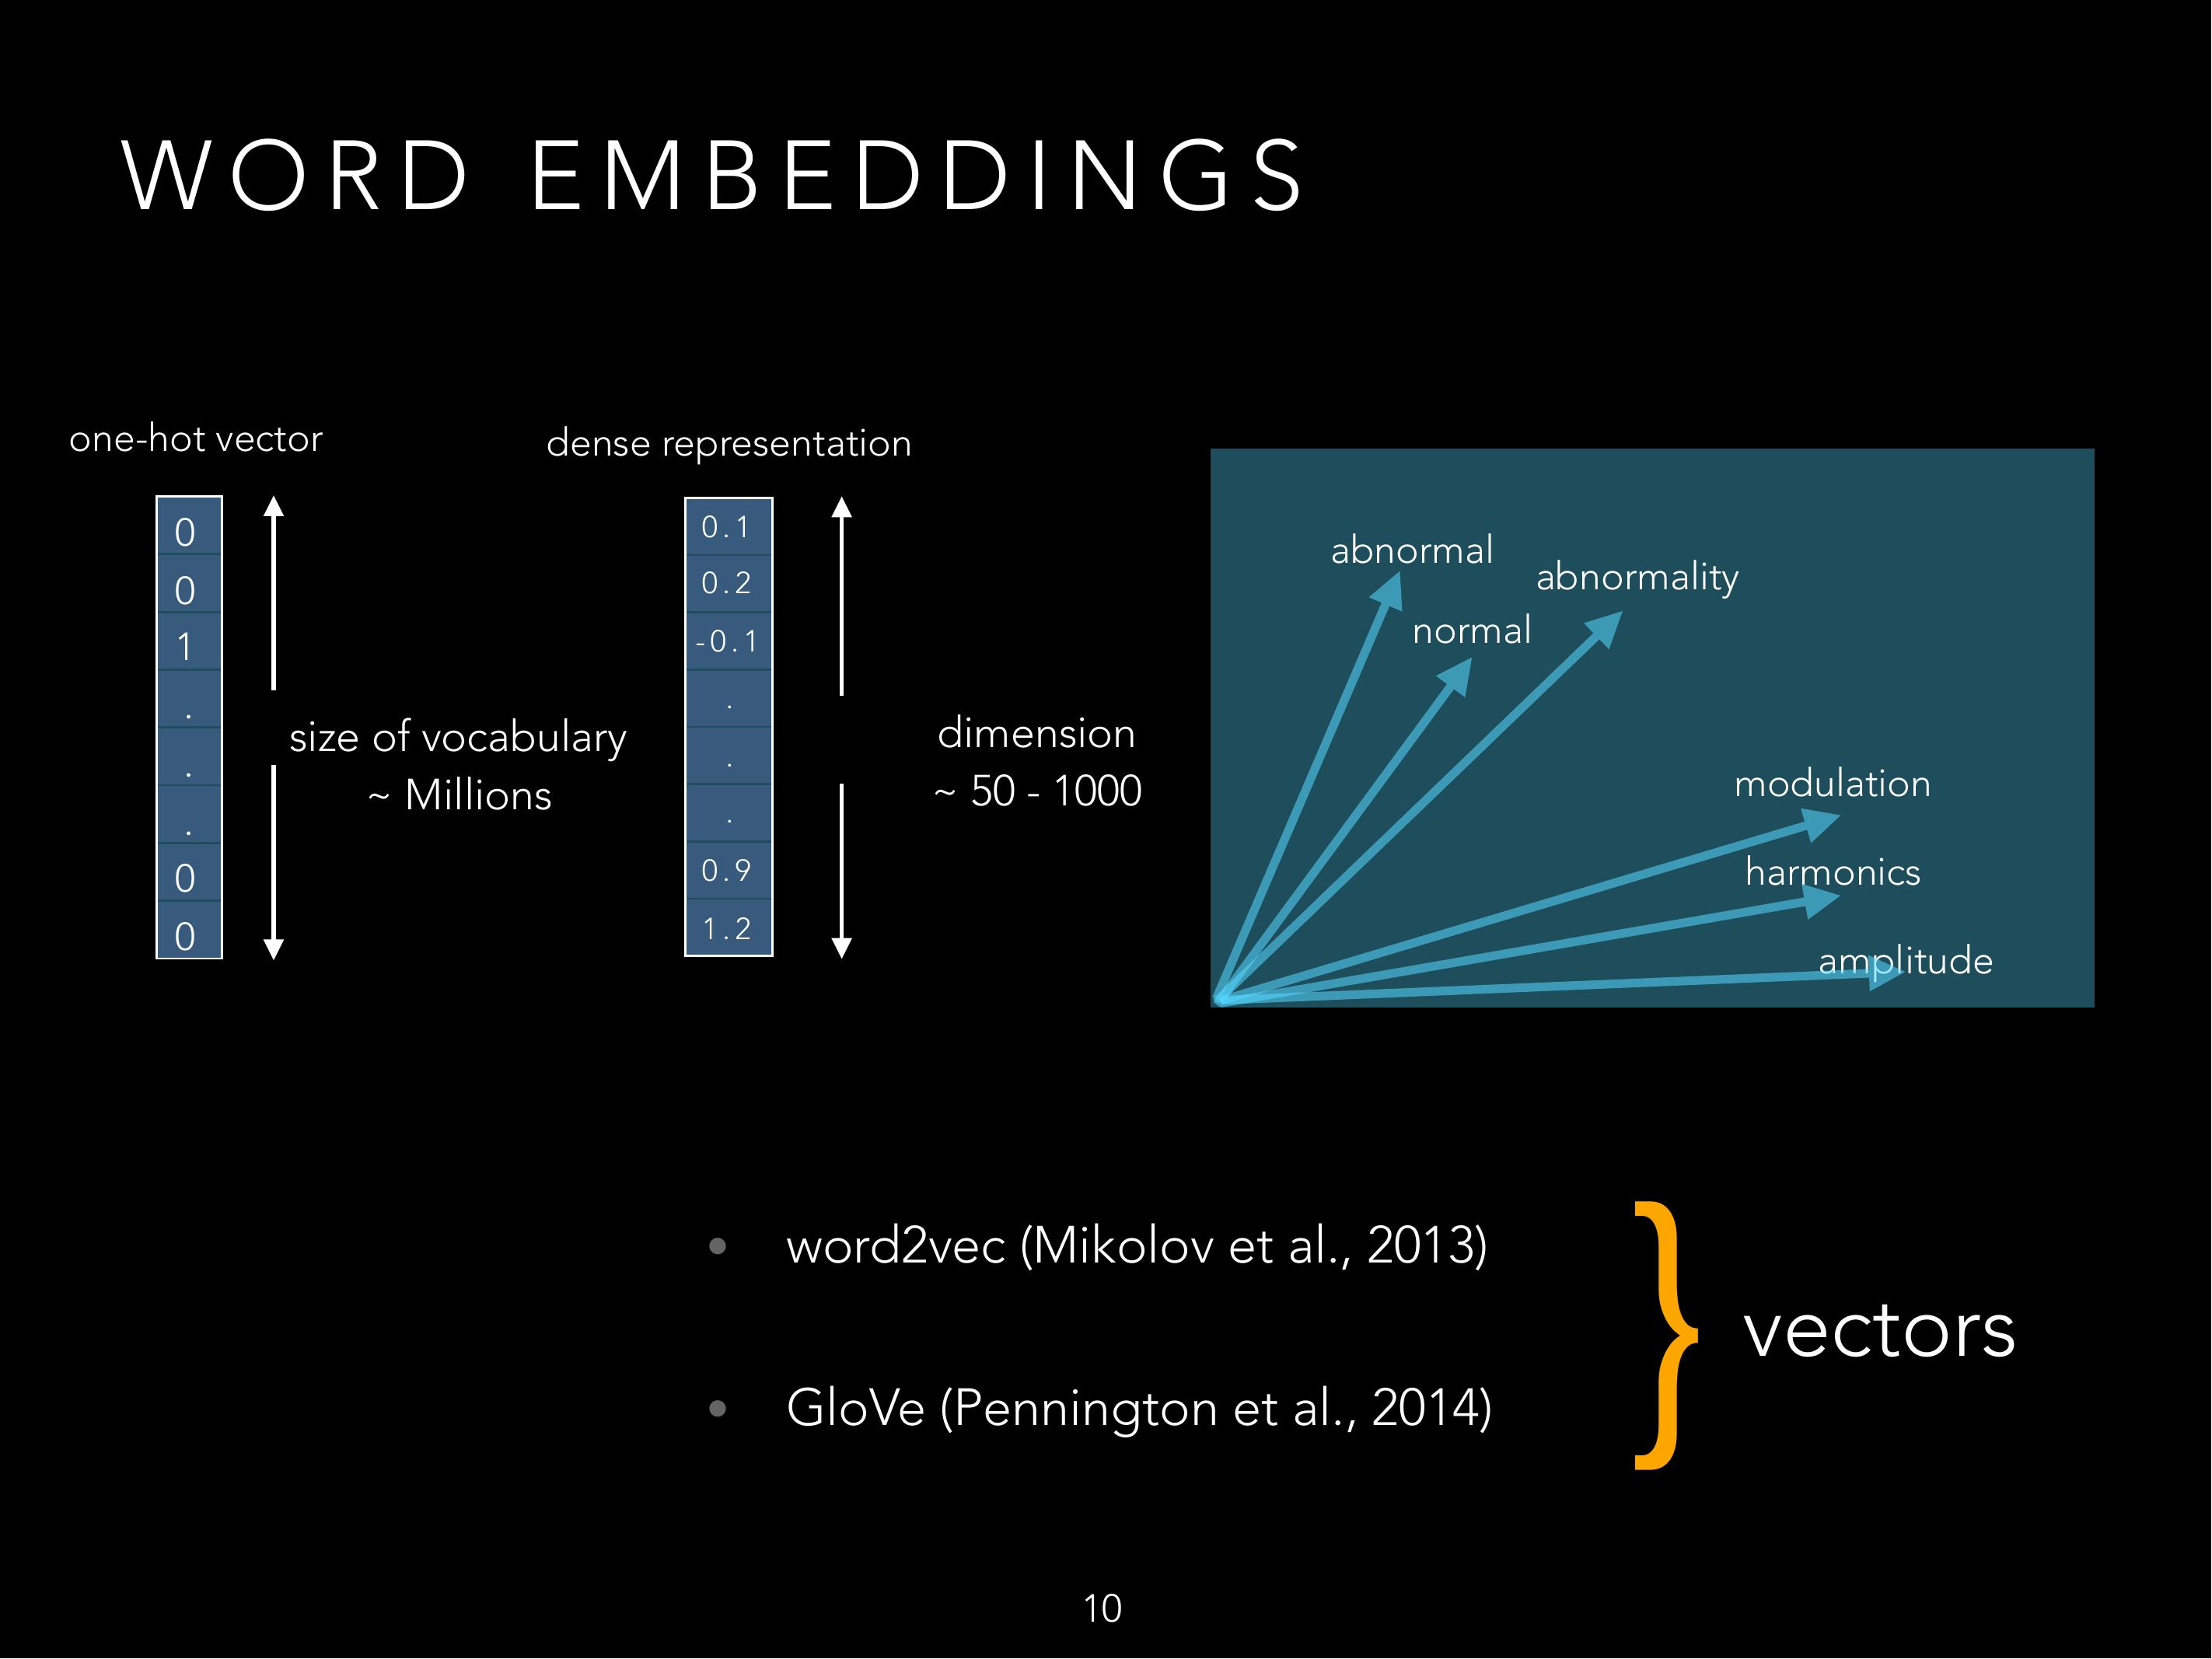 WORD EMBEDDINGS
one-hot vector
0
0
1
.
.
.
0
0
size of vocabulary
~ Millions
dense representation
0.1
0.2
-0.1
.
.
.
0.9
1.2
dimension
~ 50 - 1000
abnormal
abnormality
normal
modulation
harmonics
amplitude
• word2vec (Mikolov et al., 2013)
• GloVe (Pennington et al., 2014)
} vectors
10